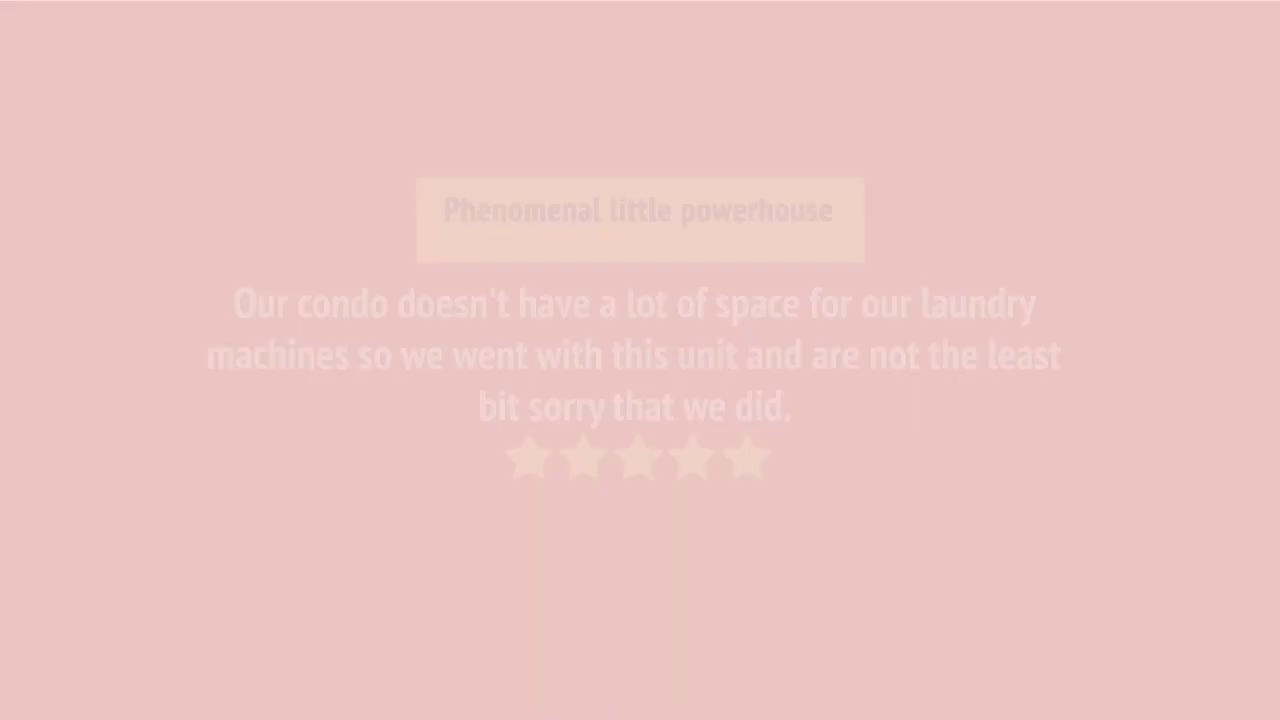 Phenomenal little powerhouse
Our condo doesn't have a lot of space for our laundry
machines so we went with this unit and are not the least
bit sorry that we did.